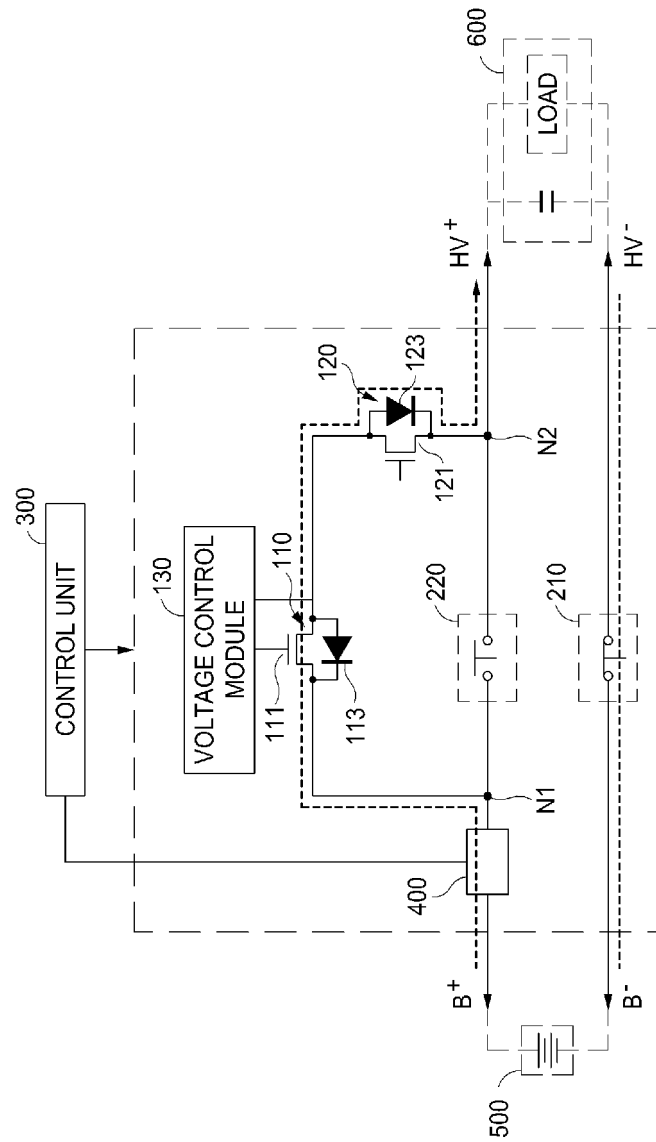 300
CONTROL UNIT
130
VOLTAGE CONTROL
MODULE
110
111
113
120
123
121
400
N1
N2
220
210
B+
B-
HV+
HV-
500
600
LOAD